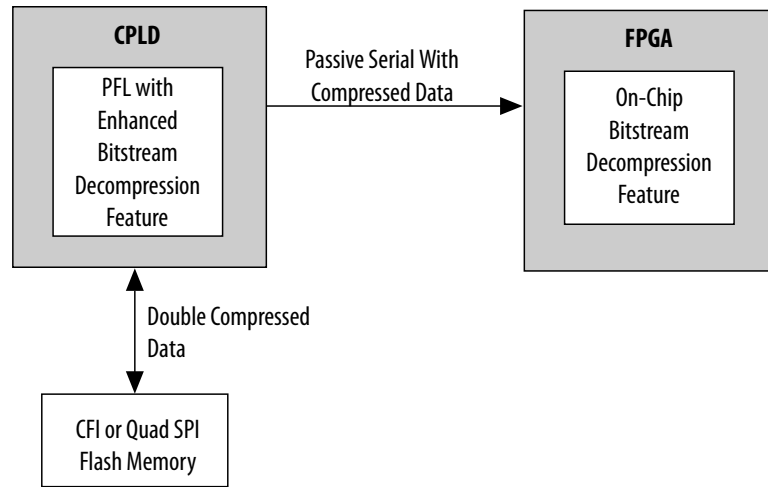 CPLD
PFL with
Enhanced
Bitstream
Decompression
Feature
Passive Serial With
Compressed Data
FPGA
On-Chip
Bitstream
Decompression
Feature
Double Compressed
Data
CFI or Quad SPI
Flash Memory